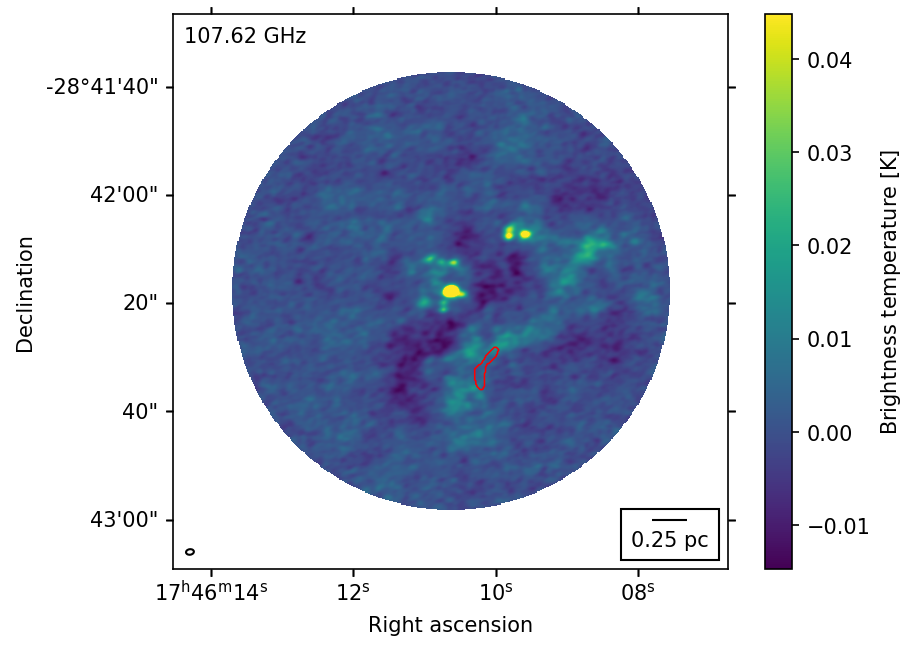 107.62 GHz
-28°41'40"
42'00"
20"
40"
43'00"
Declination
17ʰ46ᵐ14ˢ
12ˢ
10ˢ
08ˢ
Right ascension
0.25 pc
0.04
0.03
0.02
0.01
0.00
−0.01
Brightness temperature [K]